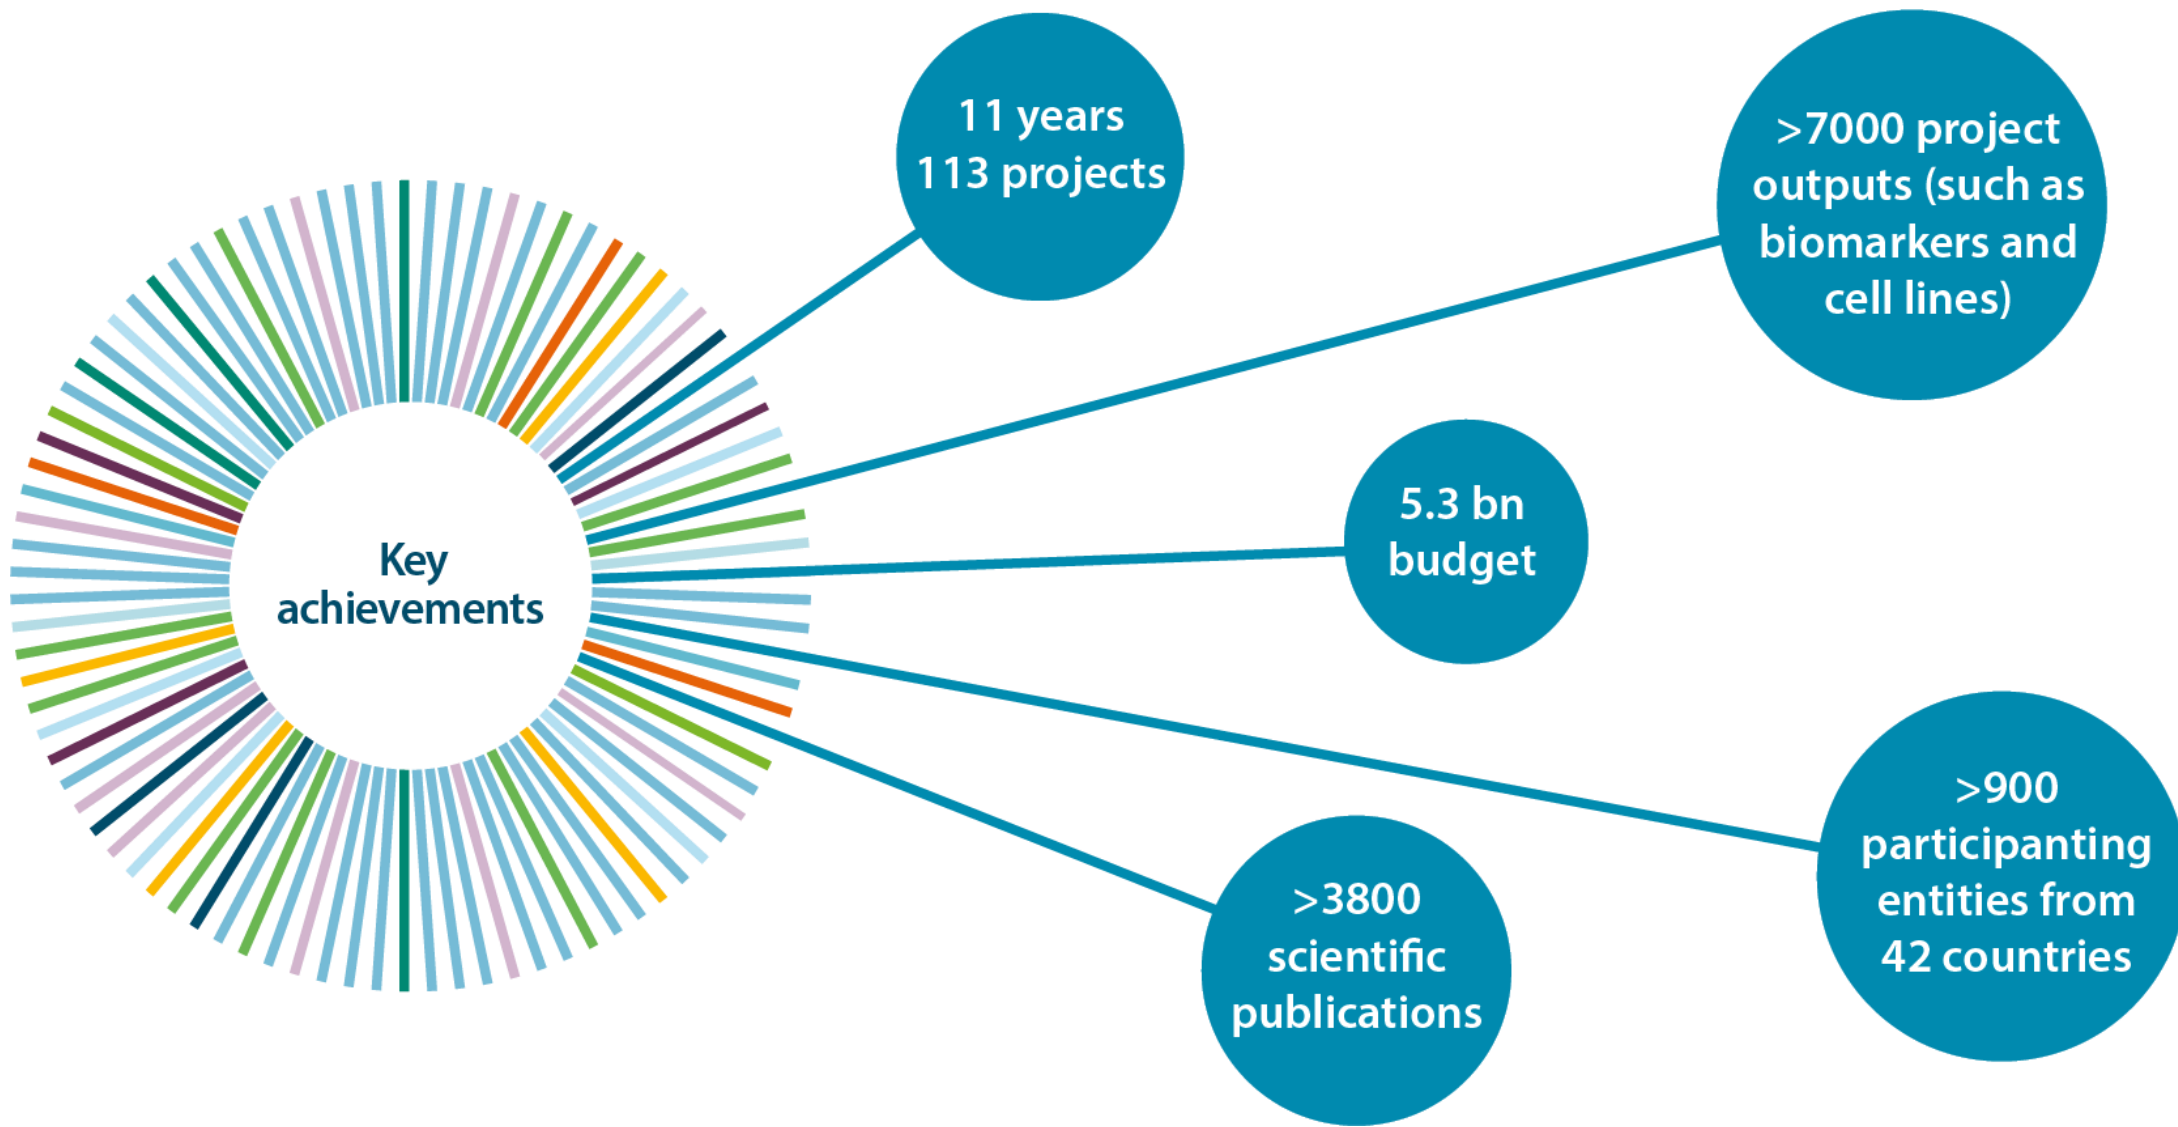 Key
achievements
11 years
113 projects
>7000 project
outputs (such as
biomarkers and
cell lines)
5.3 bn
budget
>900
participanting
entities from
42 countries
>3800
scientific
publications